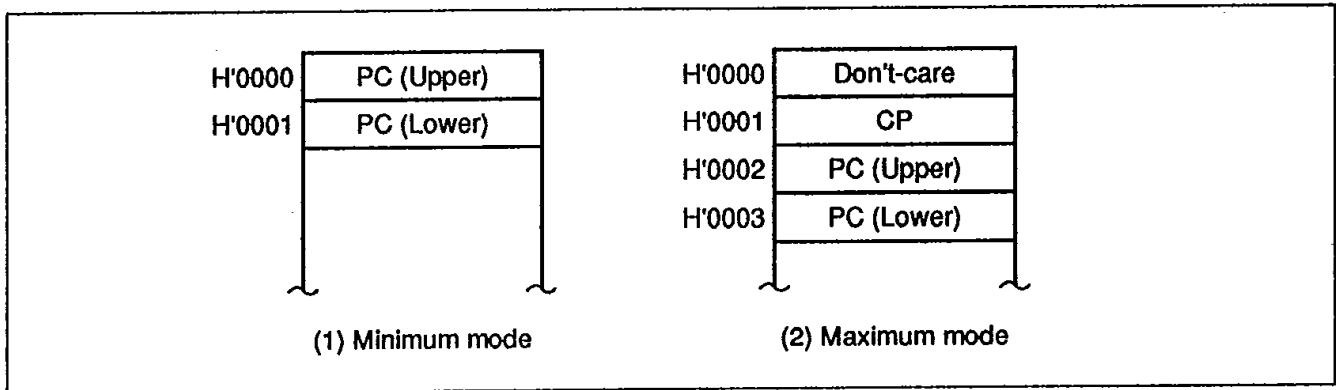 H'0000 PC (Upper)
H'0001 PC (Lower)
(1) Minimum mode
H'0000 Don't-care
H'0001 CP
H'0002 PC (Upper)
H'0003 PC (Lower)
(2) Maximum mode